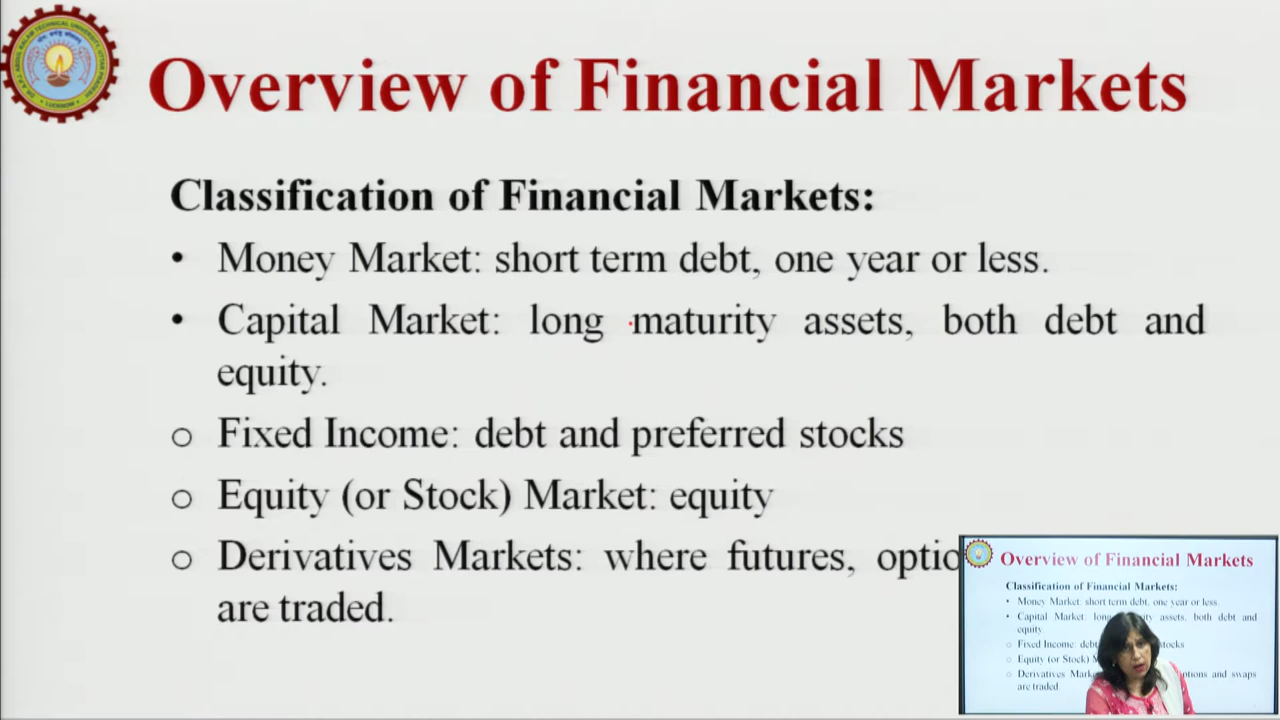 Overview of Financial Markets
Classification of Financial Markets:
• Money Market: short term debt, one year or less.
• Capital Market: long maturity assets, both debt and
equity.
o Fixed Income: debt and preferred stocks
o Equity (or Stock) Market: equity
o Derivatives Markets: where futures, optio
are traded.
Overview of Financial Markets
Classification of Financial Markets:
• Money Market: short term debt, one year or less.
• Capital Market: assets, both debt and
equity.
o Fixed Income:
o Equity (or Stock)
o Derivatives and swaps
are traded.